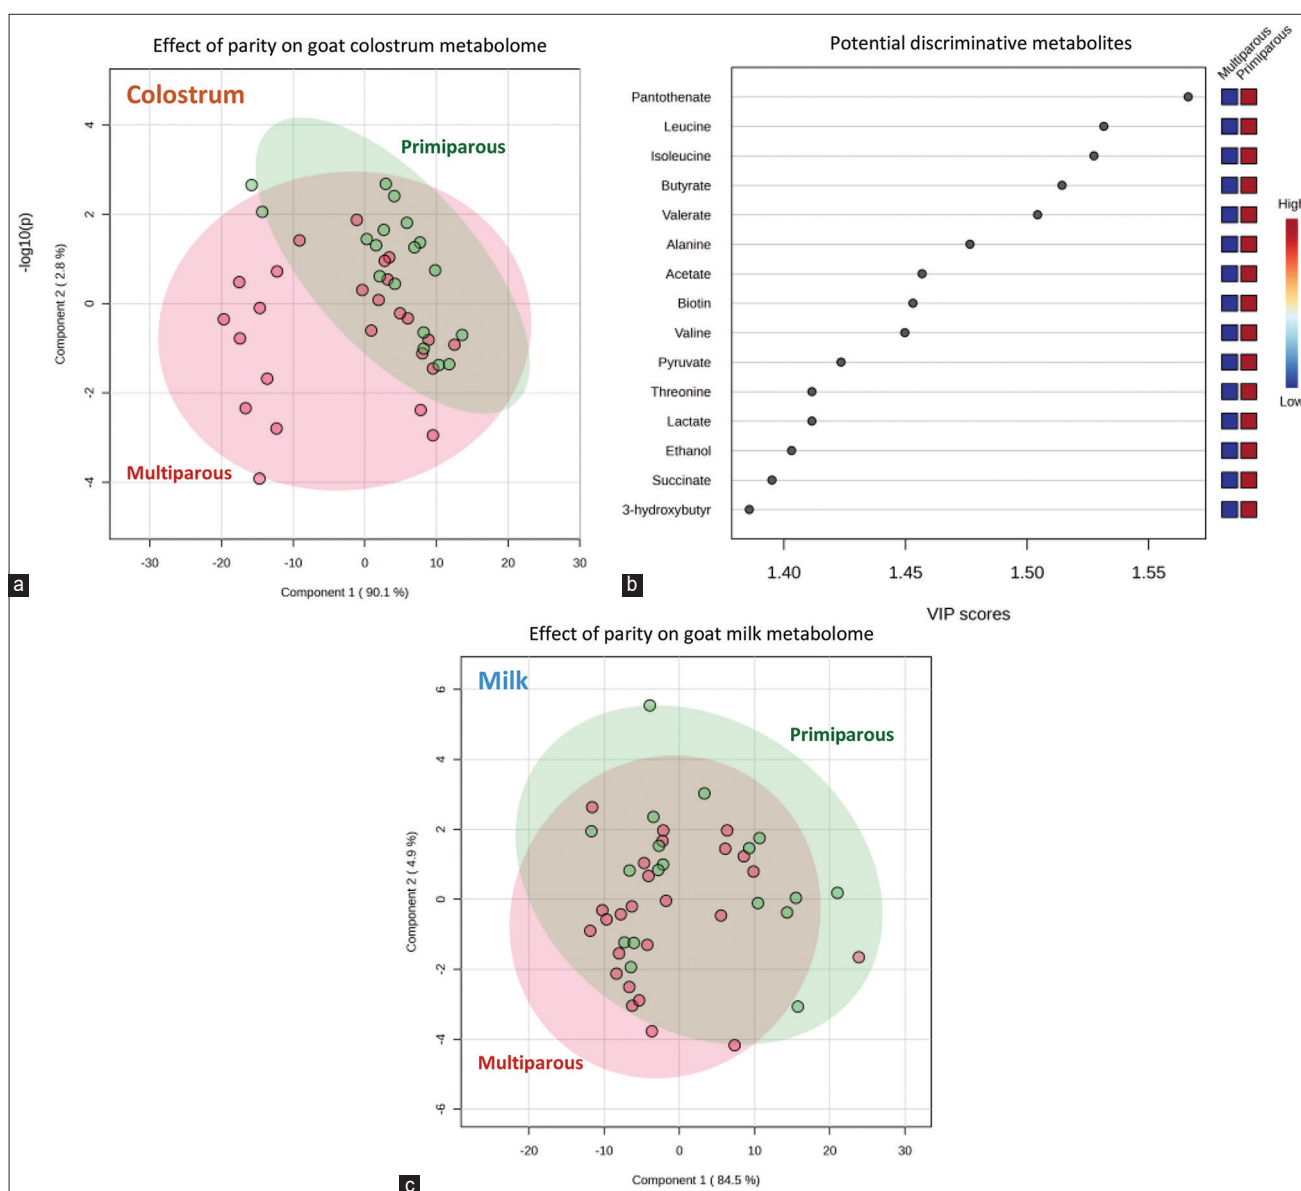 Effect of parity on goat colostrum metabolome
Colostrum
Primiparous
Multiparous
-log10(p)
Component 2 ( 2.8 %)
4
2
0
-2
-4
-30
-20
-10
0
10
20
30
Component 1 ( 90.1 %)
a
Potential discriminative metabolites
Multiparous
Primiparous
Pantothenate
Leucine
Isoleucine
Butyrate
Valerate
Alanine
Acetate
Biotin
Valine
Pyruvate
Threonine
Lactate
Ethanol
Succinate
3-hydroxybutyr
High
Low
1.40
1.45
1.50
1.55
VIP scores
b
Effect of parity on goat milk metabolome
Milk
Primiparous
Multiparous
Component 2 ( 4.9 %)
6
4
2
0
-2
-4
-6
-20
-10
0
10
20
30
Component 1 ( 84.5 %)
c